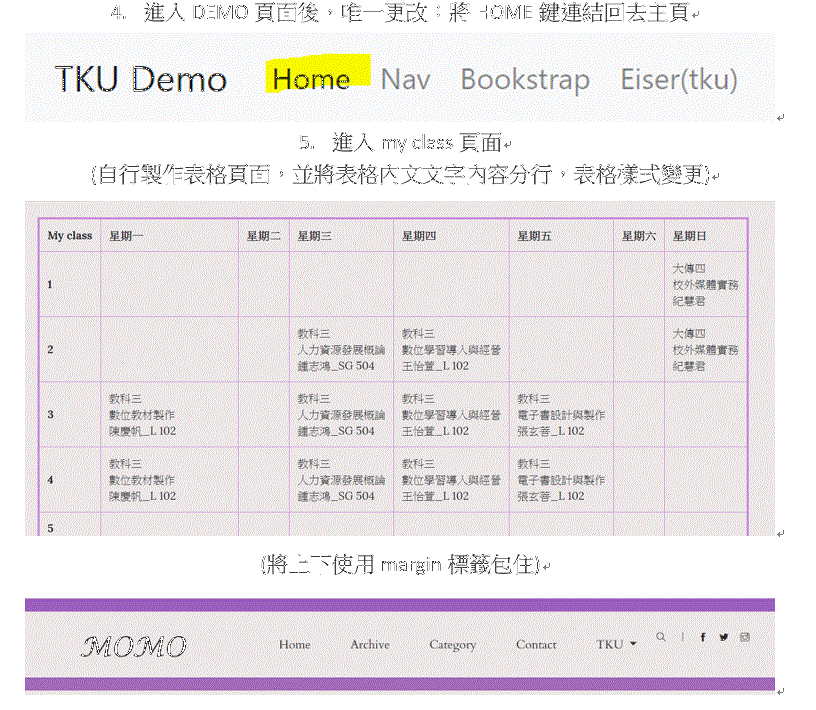 4. 進入 DEMO 頁面後，唯一更改：將 HOME 鍵連結回去主頁
TKU Demo Home Nav Bookstrap Eiser(tku)
5. 進入 my class 頁面
(自行製作表格頁面，並將表格內文文字內容分行，表格樣式變更)
My class 星期一 星期二 星期三 星期四 星期五 星期六 星期日
1
大傳四
校外媒體實務
紀慧君
2
教科三
人力資源發展概論
鍾志鴻_SG 504
教科三
數位學習導入與經營
王怡萱_L 102
大傳四
校外媒體實務
紀慧君
3
教科三
數位教材製作
陳慶帆_L 102
教科三
人力資源發展概論
鍾志鴻_SG 504
教科三
數位學習導入與經營
王怡萱_L 102
教科三
電子書設計與製作
張玄菩_L 102
4
教科三
數位教材製作
陳慶帆_L 102
教科三
人力資源發展概論
鍾志鴻_SG 504
教科三
數位學習導入與經營
王怡萱_L 102
教科三
電子書設計與製作
張玄菩_L 102
5
(將上下使用 margin 標籤包住)
MOMO Home Archive Category Contact TKU